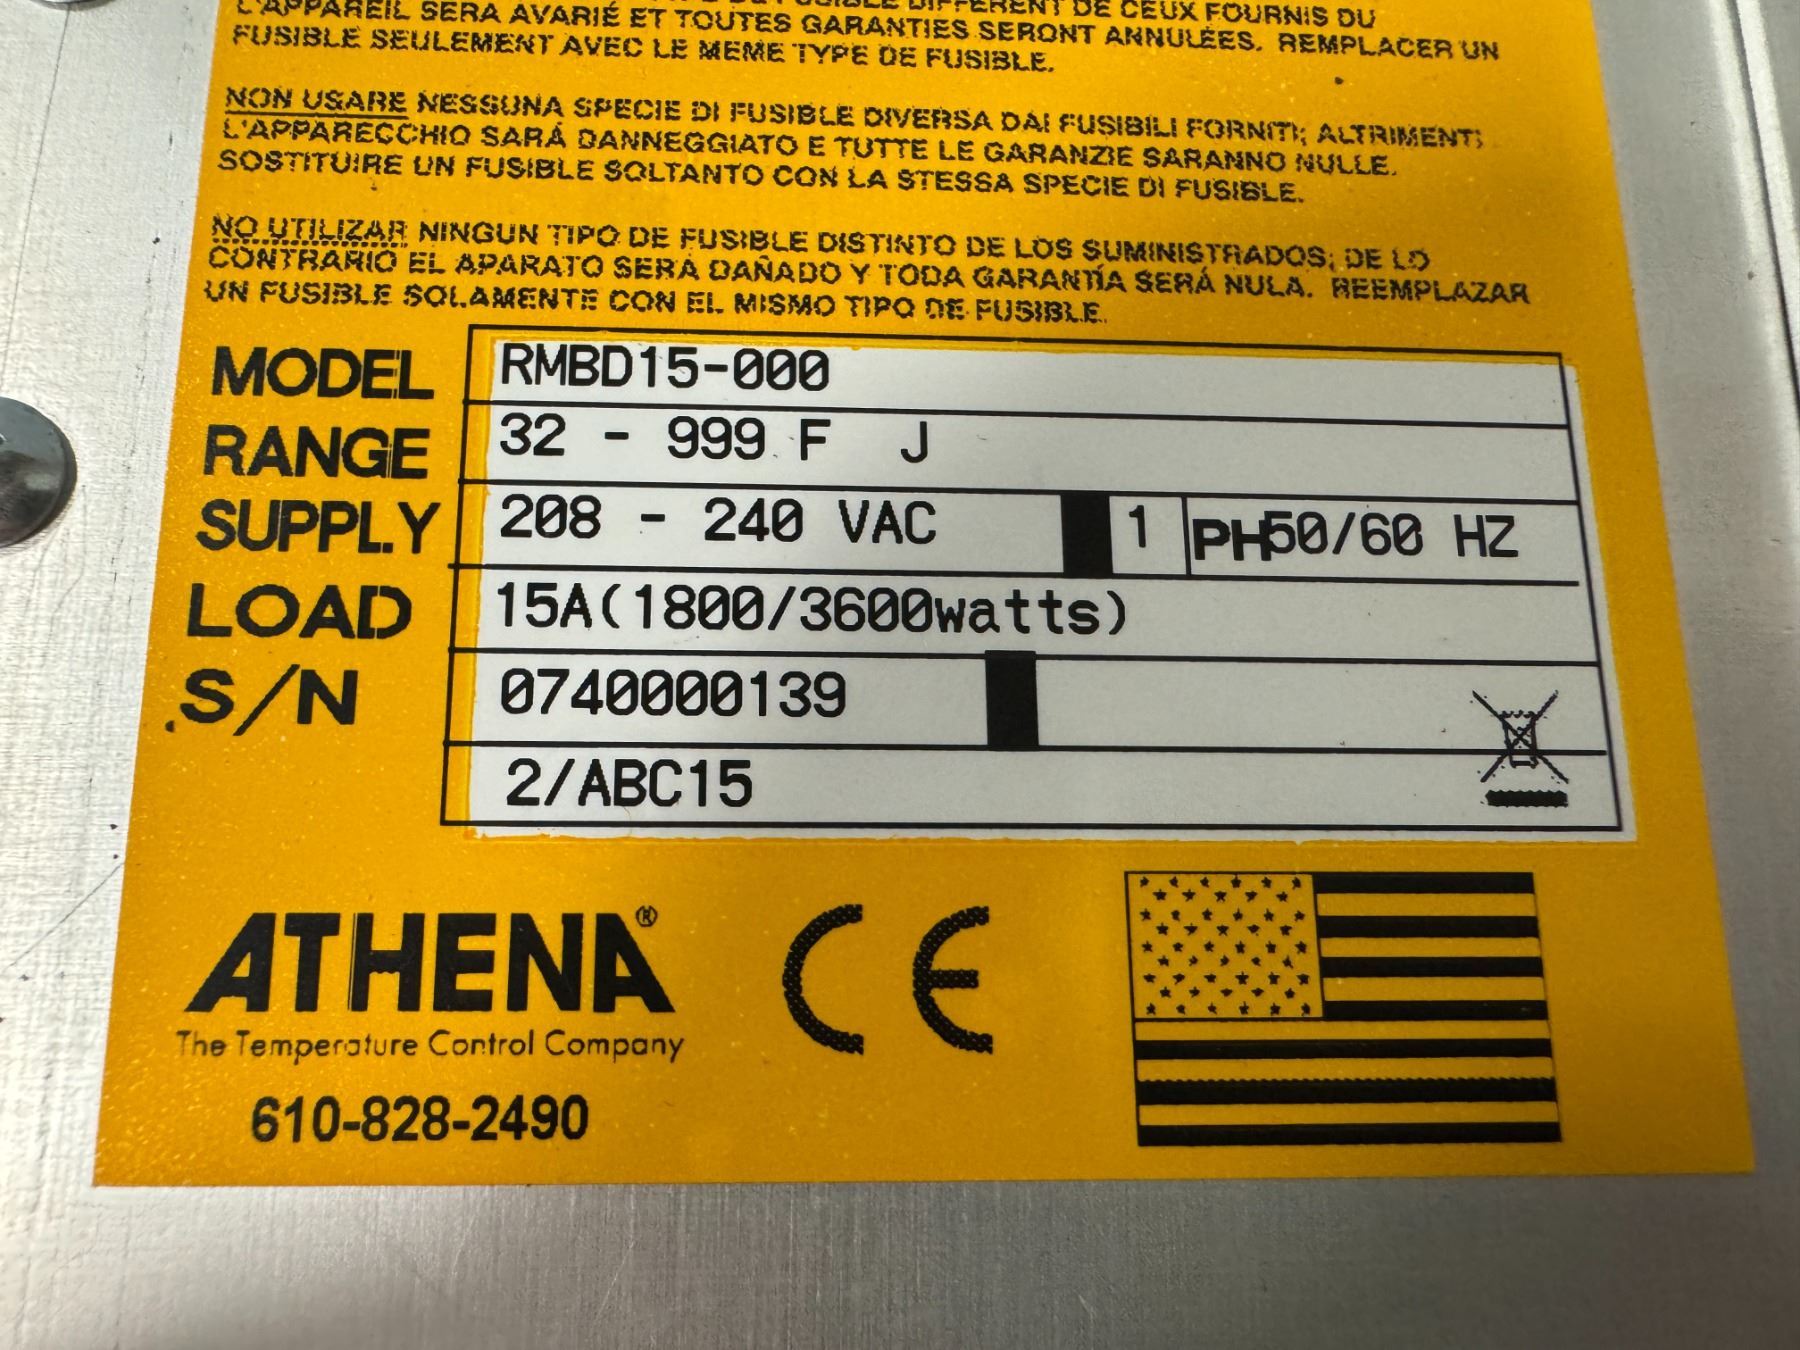 DIFFERENT DE CEUX FOURNIS DU
L'APPAREIL SERA AVARIÉ ET TOUTES GARANTIES SERONT ANNULÉES. REMPLACER UN
FUSIBLE SEULEMENT AVEC LE MEME TYPE DE FUSIBLE.
NON USARE NESSUNA SPECIE DI FUSIBLE DIVERSA DAI FUSIBILI FORNITI; ALTRIMENTI
L'APPARECCHIO SARÁ DANNEGGIATO E TUTTE LE GARANZIE SARANNO NULLE.
SOSTITUIRE UN FUSIBLE SOLTANTO CON LA STESSA SPECIE DI FUSIBLE.
NO UTILIZAR NINGUN TIPO DE FUSIBLE DISTINTO DE LOS SUMINISTRADOS; DE LO
CONTRARIO EL APARATO SERA DAÑADO Y TODA GARANTÍA SERÁ NULA. REEMPLAZAR
UN FUSIBLE SOLAMENTE CON EL MISMO TIPO DE FUSIBLE.
MODEL RMBD15-000
RANGE 32 - 999 F J
SUPPLY 208 - 240 VAC 1 PH 50/60 HZ
LOAD 15A(1800/3600watts)
S/N 0740000139
2/ABC15
ATHENA®
The Temperature Control Company
610-828-2490
CE